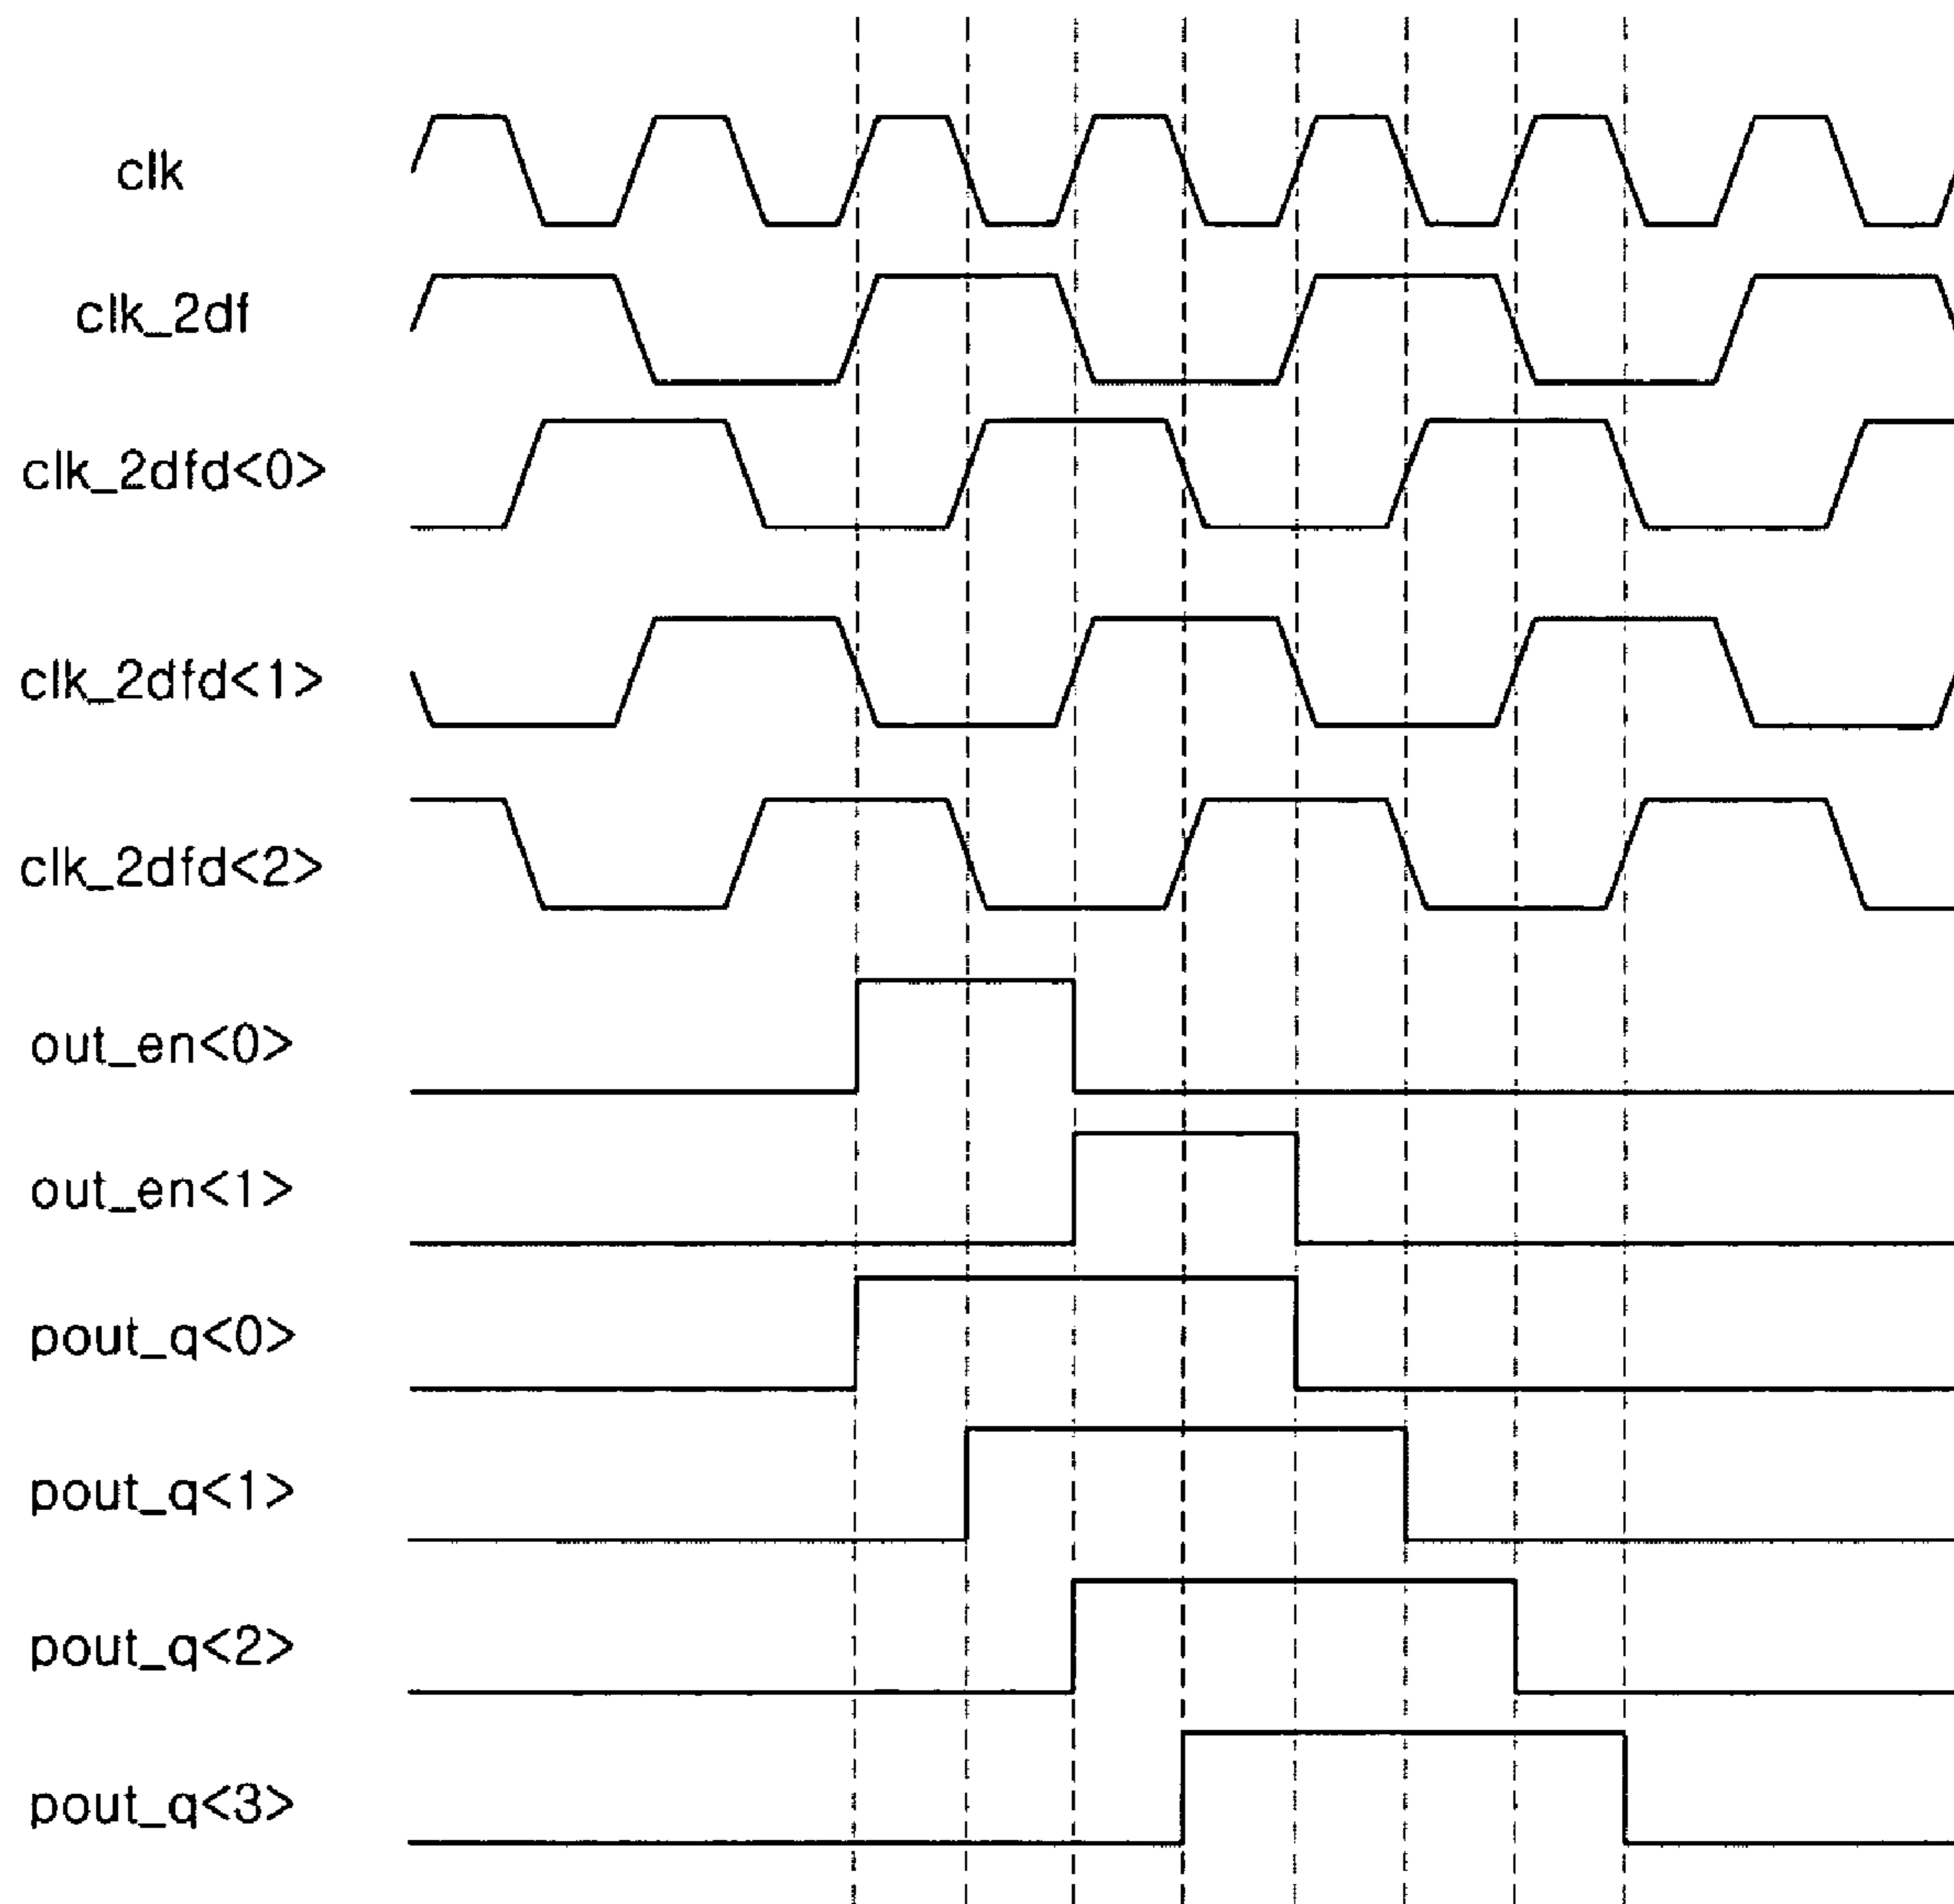 clk
clk_2df
clk_2dfd<0>
clk_2dfd<1>
clk_2dfd<2>
out_en<0>
out_en<1>
pout_q<0>
pout_q<1>
pout_q<2>
pout_q<3>